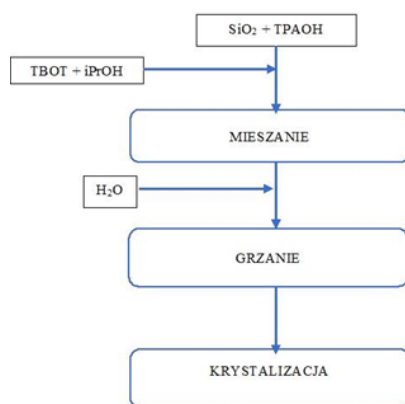 SiO₂ + TPAOH
TBOT + iPrOH
MIESZANIE
H₂O
GRZANIE
KRYSTALIZACJA